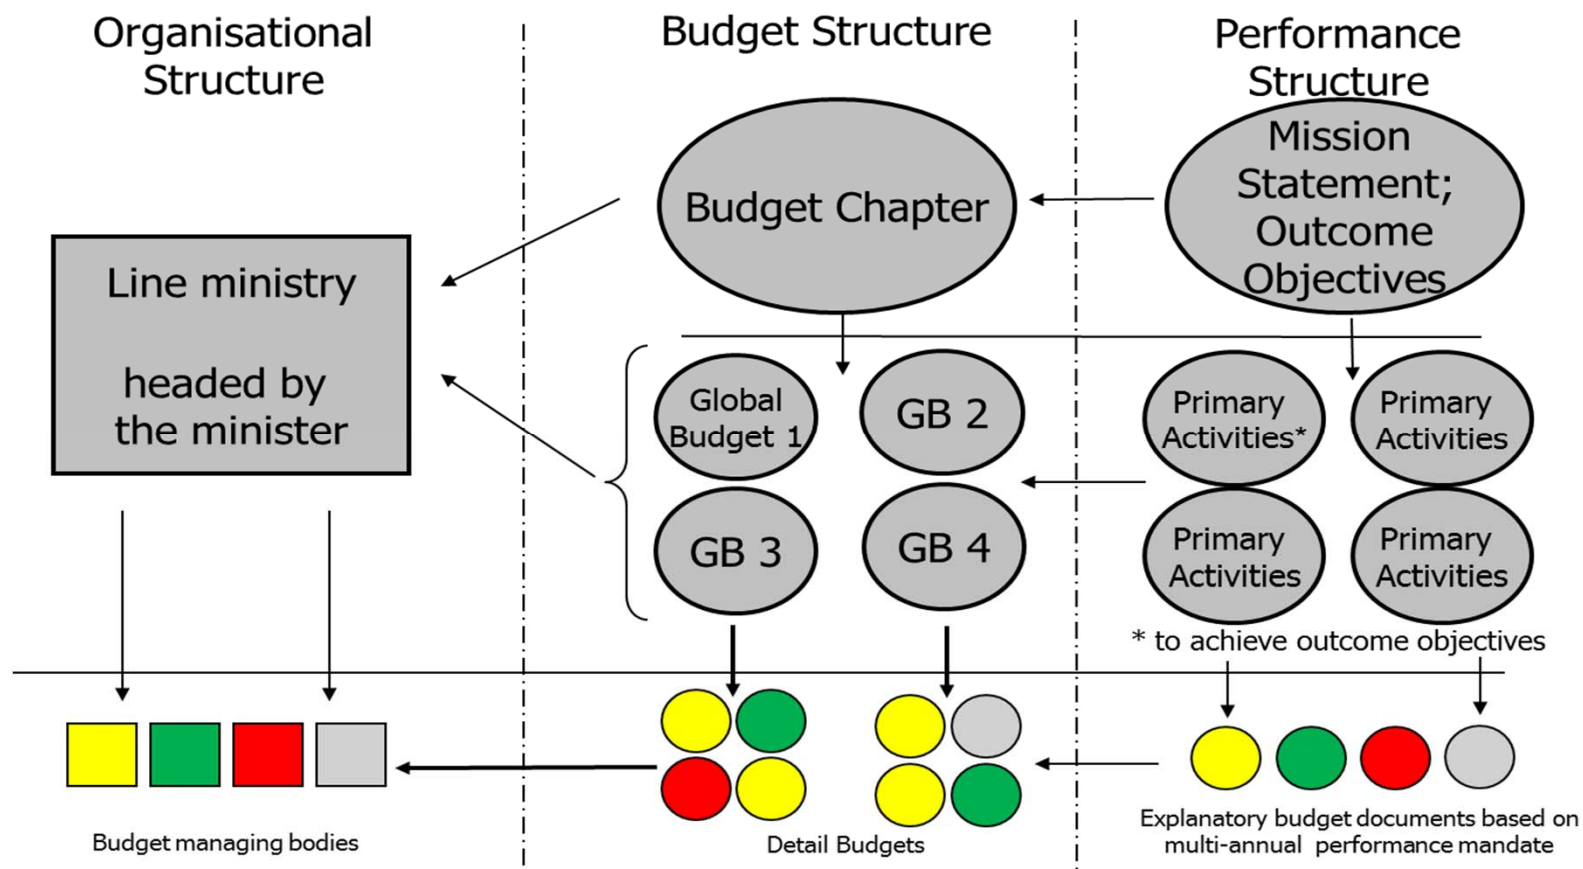 Organisational
Structure
Budget Structure
Performance
Structure
Line ministry
headed by
the minister
Budget Chapter
Mission
Statement;
Outcome
Objectives
Global
Budget 1
GB 2
GB 3
GB 4
Primary
Activities*
Primary
Activities
Primary
Activities
Primary
Activities
* to achieve outcome objectives
Budget managing bodies
Detail Budgets
Explanatory budget documents based on
multi-annual performance mandate